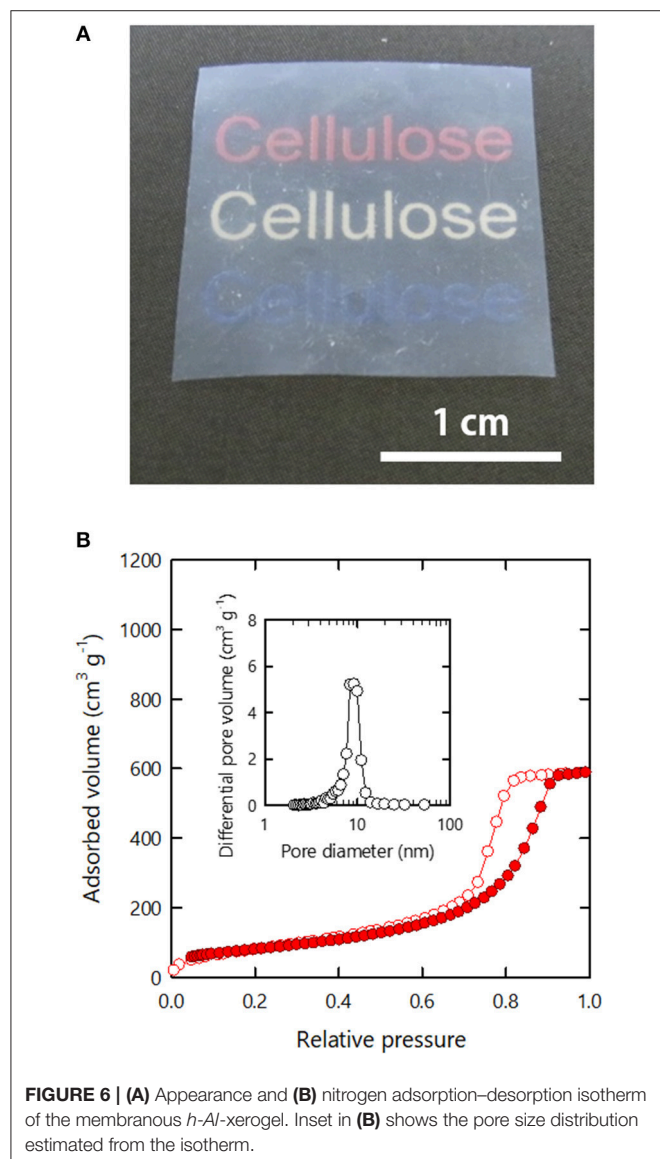 A
Cellulose
Cellulose
Cellulose
1 cm
B
1200
1000
800
600
400
200
0
Adsorbed volume (cm³ g⁻¹)
0.0 0.2 0.4 0.6 0.8 1.0
Relative pressure
8
6
4
2
0
Differential pore volume (cm³ g⁻¹)
1 10 100
Pore diameter (nm)
FIGURE 6 | (A) Appearance and (B) nitrogen adsorption–desorption isotherm
of the membranous h-Al-xerogel. Inset in (B) shows the pore size distribution
estimated from the isotherm.